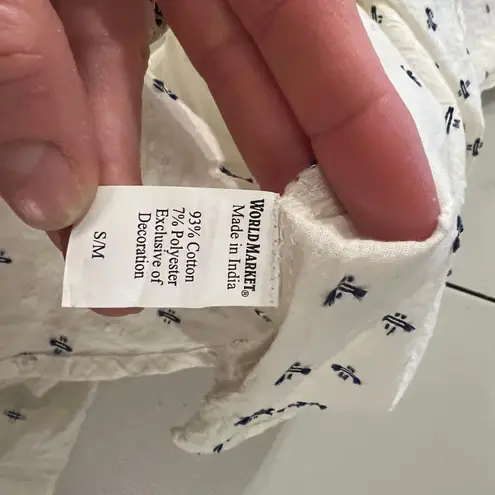 WORLD MARKET®
Made in India
93% Cotton
7% Polyester
Exclusive of
Decoration
S/M